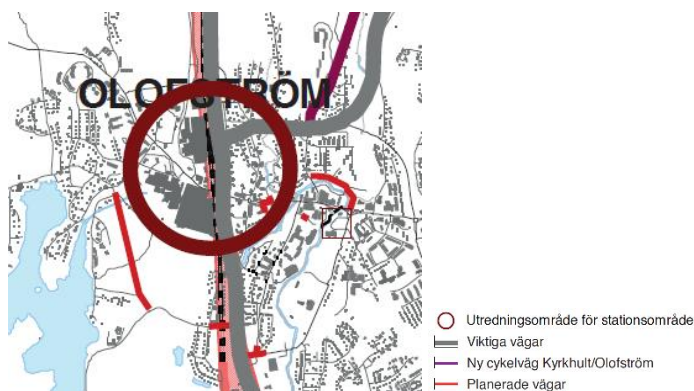 OLOFSTRÖM
Utredningsområde för stationsområde
Viktiga vägar
Ny cykelväg Kyrkhult/Olofström
Planerade vägar